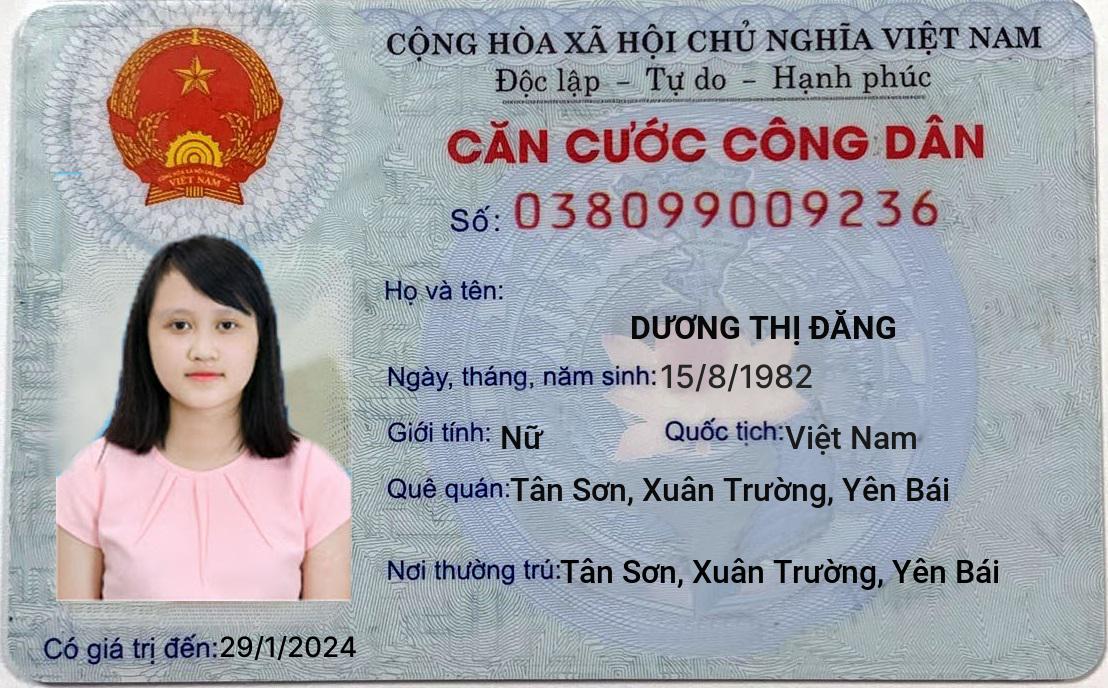 CỘNG HÒA XÃ HỘI CHỦ NGHĨA VIỆT NAM
Độc lập – Tự do – Hạnh phúc
CĂN CƯỚC CÔNG DÂN
Số: 038099009236
Họ và tên:
DƯƠNG THỊ ĐĂNG
Ngày, tháng, năm sinh:15/8/1982
Giới tính: Nữ Quốc tịch:Việt Nam
Quê quán:Tân Sơn, Xuân Trường, Yên Bái
Nơi thường trú:Tân Sơn, Xuân Trường, Yên Bái
Có giá trị đến:29/1/2024
CỘNG HÒA XÃ HỘI CHỦ NGHĨA
VIỆT NAM